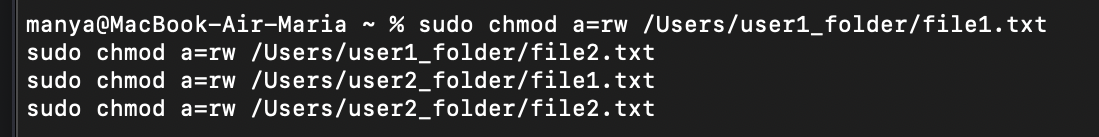 manya@MacBook-Air-Maria ~ % sudo chmod a=rw /Users/user1_folder/file1.txt
sudo chmod a=rw /Users/user1_folder/file2.txt
sudo chmod a=rw /Users/user2_folder/file1.txt
sudo chmod a=rw /Users/user2_folder/file2.txt